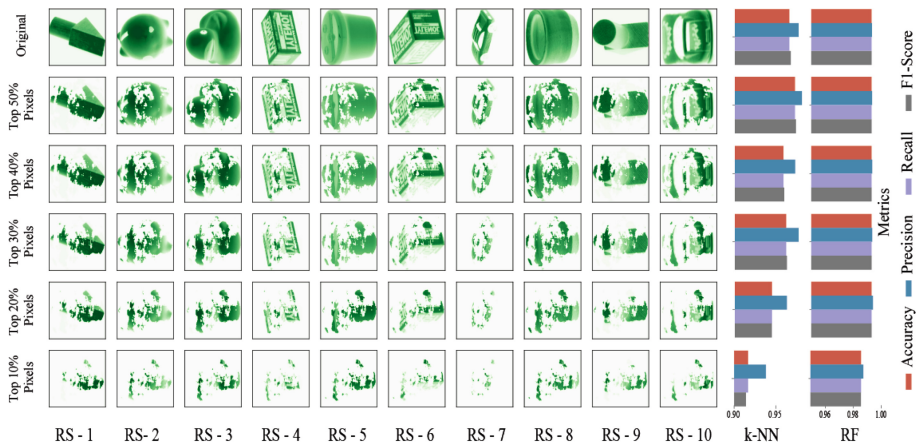 Original
Top 50%
Pixels
Top 40%
Pixels
Top 30%
Pixels
Top 20%
Pixels
Top 10%
Pixels
RS - 1
RS- 2
RS - 3
RS - 4
RS - 5
RS - 6
RS - 7
RS - 8
RS - 9
RS - 10
0.90
0.95
k-NN
0.96
0.98
1.00
RF
Metrics
Accuracy
Precision
Recall
F1-Score